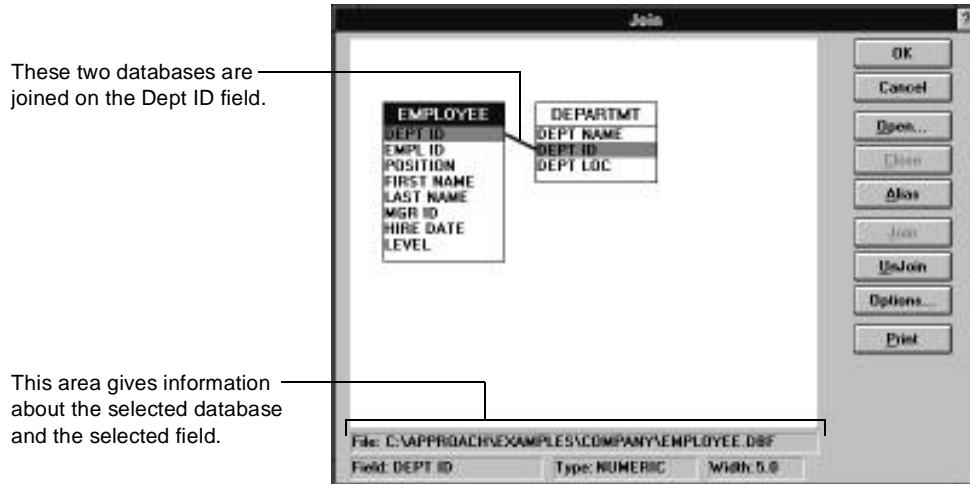 Join
?
These two databases are
joined on the Dept ID field.
EMPLOYEE
DEPT ID
EMPL ID
POSITION
FIRST NAME
LAST NAME
MGR ID
HIRE DATE
LEVEL
DEPARTMT
DEPT NAME
DEPT ID
DEPT LOC
OK
Cancel
Open...
Close
Alias
Join
UnJoin
Options...
Print
This area gives information
about the selected database
and the selected field.
File: C:\APPROACH\EXAMPLES\COMPANY\EMPLOYEE.DBF
Field: DEPT ID Type: NUMERIC Width: 5.0